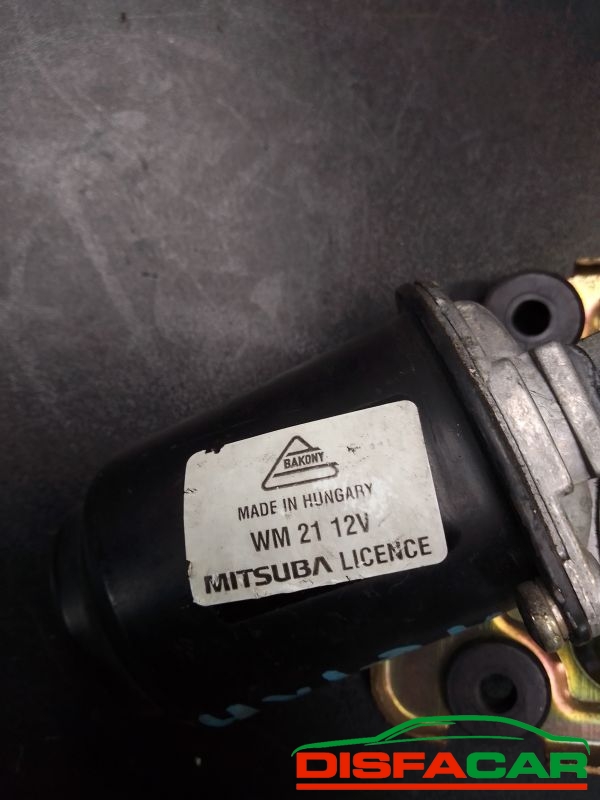 BAKONY
MADE IN HUNGARY
WM 21 12V
MITSUBA LICENCE
DISFACAR